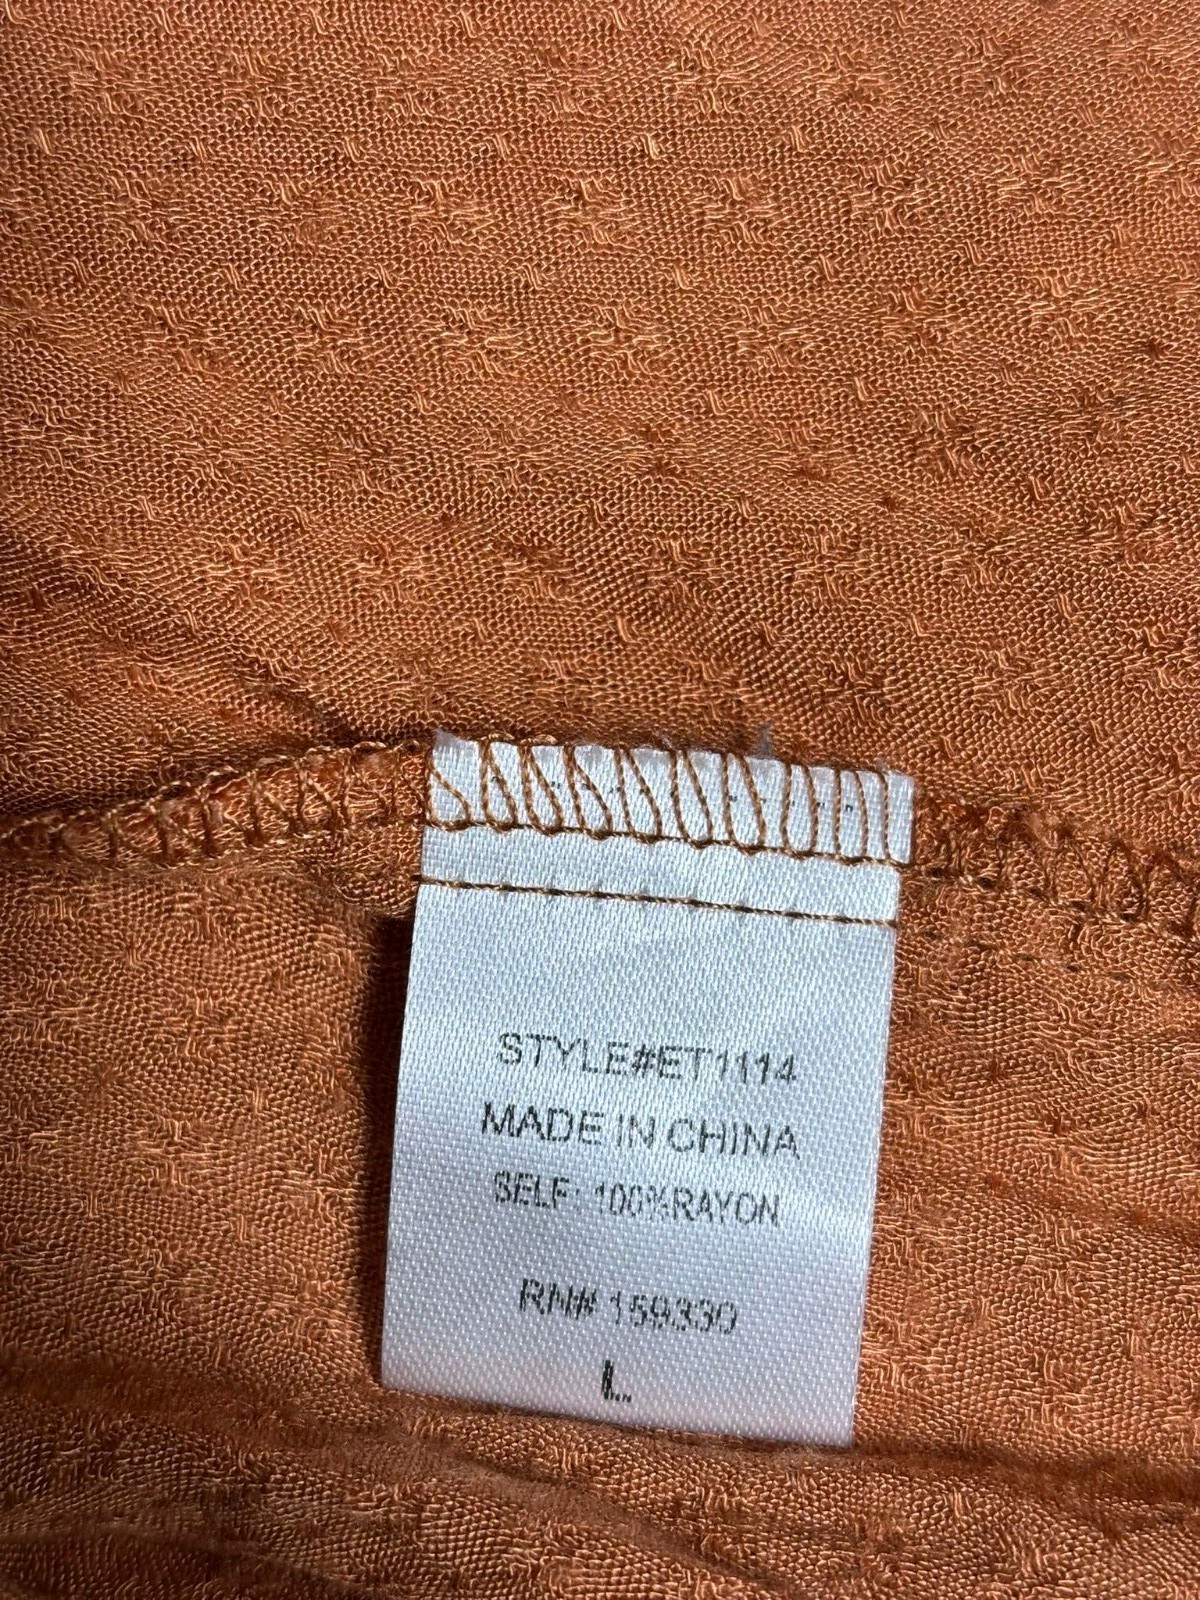 STYLE#ET1114
MADE IN CHINA
SELF: 100%RAYON
RN# 159330
L